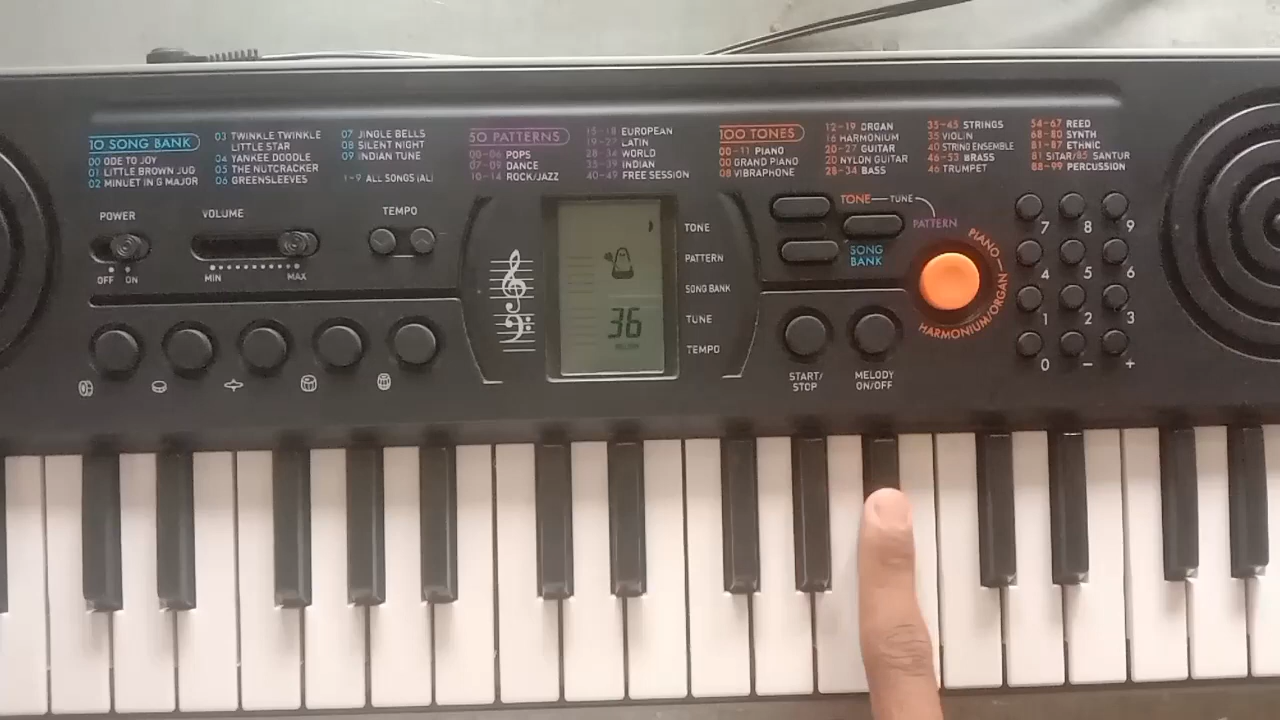 10 SONG BANK
00 ODE TO JOY
01 LITTLE BROWN JUG
02 MINUET IN G MAJOR
03 TWINKLE TWINKLE
LITTLE STAR
04 YANKEE DOODLE
05 THE NUTCRACKER
06 GREENSLEEVES
07 JINGLE BELLS
08 SILENT NIGHT
09 INDIAN TUNE
ALL SONGS (AL)
50 PATTERNS
00-06 POPS
07-09 DANCE
10-14 ROCK/JAZZ
15-18 EUROPEAN
19-27 LATIN
28-34 WORLD
35-39 INDIAN
40-49 FREE SESSION
100 TONES
00-11 PIANO
00 GRAND PIANO
08 VIBRAPHONE
12-19 ORGAN
16 HARMONIUM
20-27 GUITAR
20 NYLON GUITAR
28-34 BASS
35-45 STRINGS
35 VIOLIN
40 STRING ENSEMBLE
46-53 BRASS
46 TRUMPET
54-67 REED
68-80 SYNTH
81-87 ETHNIC
81 SITAR/85 SANTUR
88-99 PERCUSSION
POWER
OFF ON
VOLUME
MIN MAX
TEMPO
36
TONE
PATTERN
SONG BANK
TUNE
TEMPO
TONE TUNE
PATTERN
SONG
BANK
PIANO
HARMONIUM/ORGAN
START/
STOP
MELODY
ON/OFF
7 8 9
4 5 6
1 2 3
0 - +